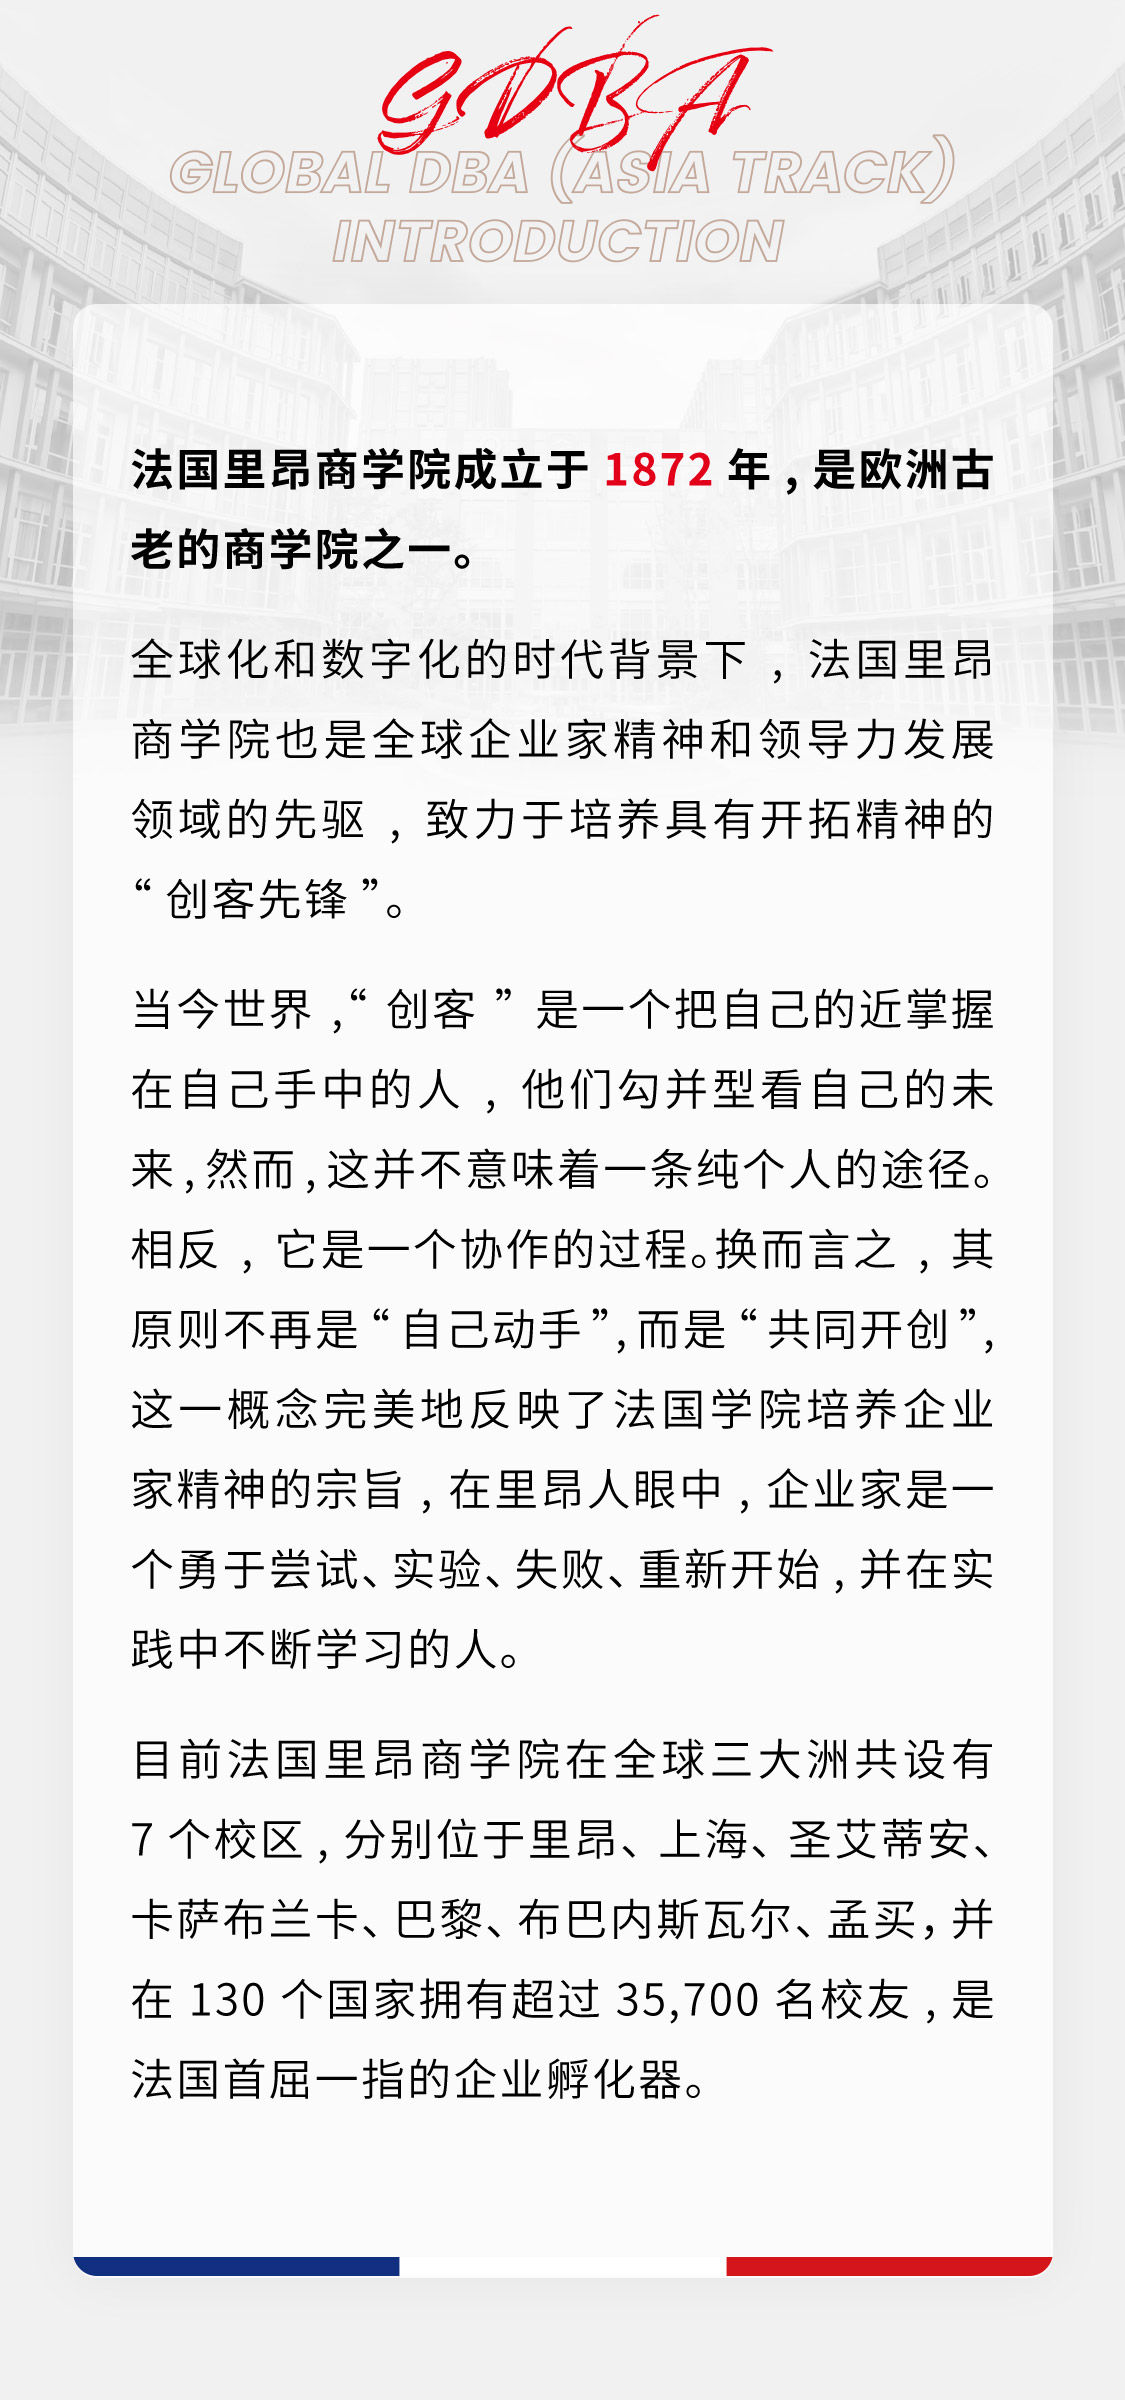 GDBA
GLOBAL DBA (ASIA TRACK)
INTRODUCTION
法国里昂商学院成立于 1872 年，是欧洲古
老的商学院之一。
全球化和数字化的时代背景下，法国里昂
商学院也是全球企业家精神和领导力发展
领域的先驱，致力于培养具有开拓精神的
“创客先锋”。
当今世界，“创客”是一个把自己的近掌握
在自己手中的人，他们勾并型看自己的未
来，然而，这并不意味着一条纯个人的途径。
相反，它是一个协作的过程。换而言之，其
原则不再是“自己动手”，而是“共同开创”，
这一概念完美地反映了法国学院培养企业
家精神的宗旨，在里昂人眼中，企业家是一
个勇于尝试、实验、失败、重新开始，并在实
践中不断学习的人。
目前法国里昂商学院在全球三大洲共设有
7 个校区，分别位于里昂、上海、圣艾蒂安、
卡萨布兰卡、巴黎、布巴内斯瓦尔、孟买，并
在 130 个国家拥有超过 35,700 名校友，是
法国首屈一指的企业孵化器。